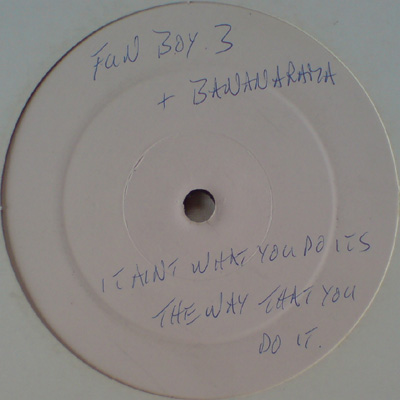 FUN BOY. 3
+ BANANARAMA
IT AINT WHAT YOU DO ITS
THE WAY THAT YOU
DO IT.